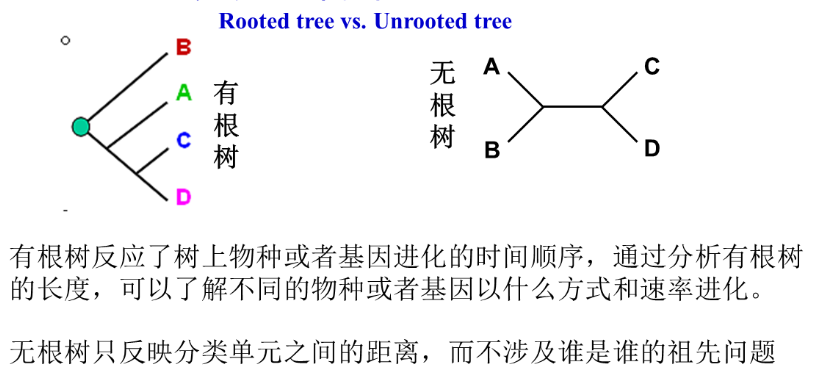 Rooted tree vs. Unrooted tree
B
A
C
D
有
根
树
无
根
树
A
B
C
D
有根树反应了树上物种或者基因进化的时间顺序，通过分析有根树
的长度，可以了解不同的物种或者基因以什么方式和速率进化。
无根树只反映分类单元之间的距离，而不涉及谁是谁的祖先问题